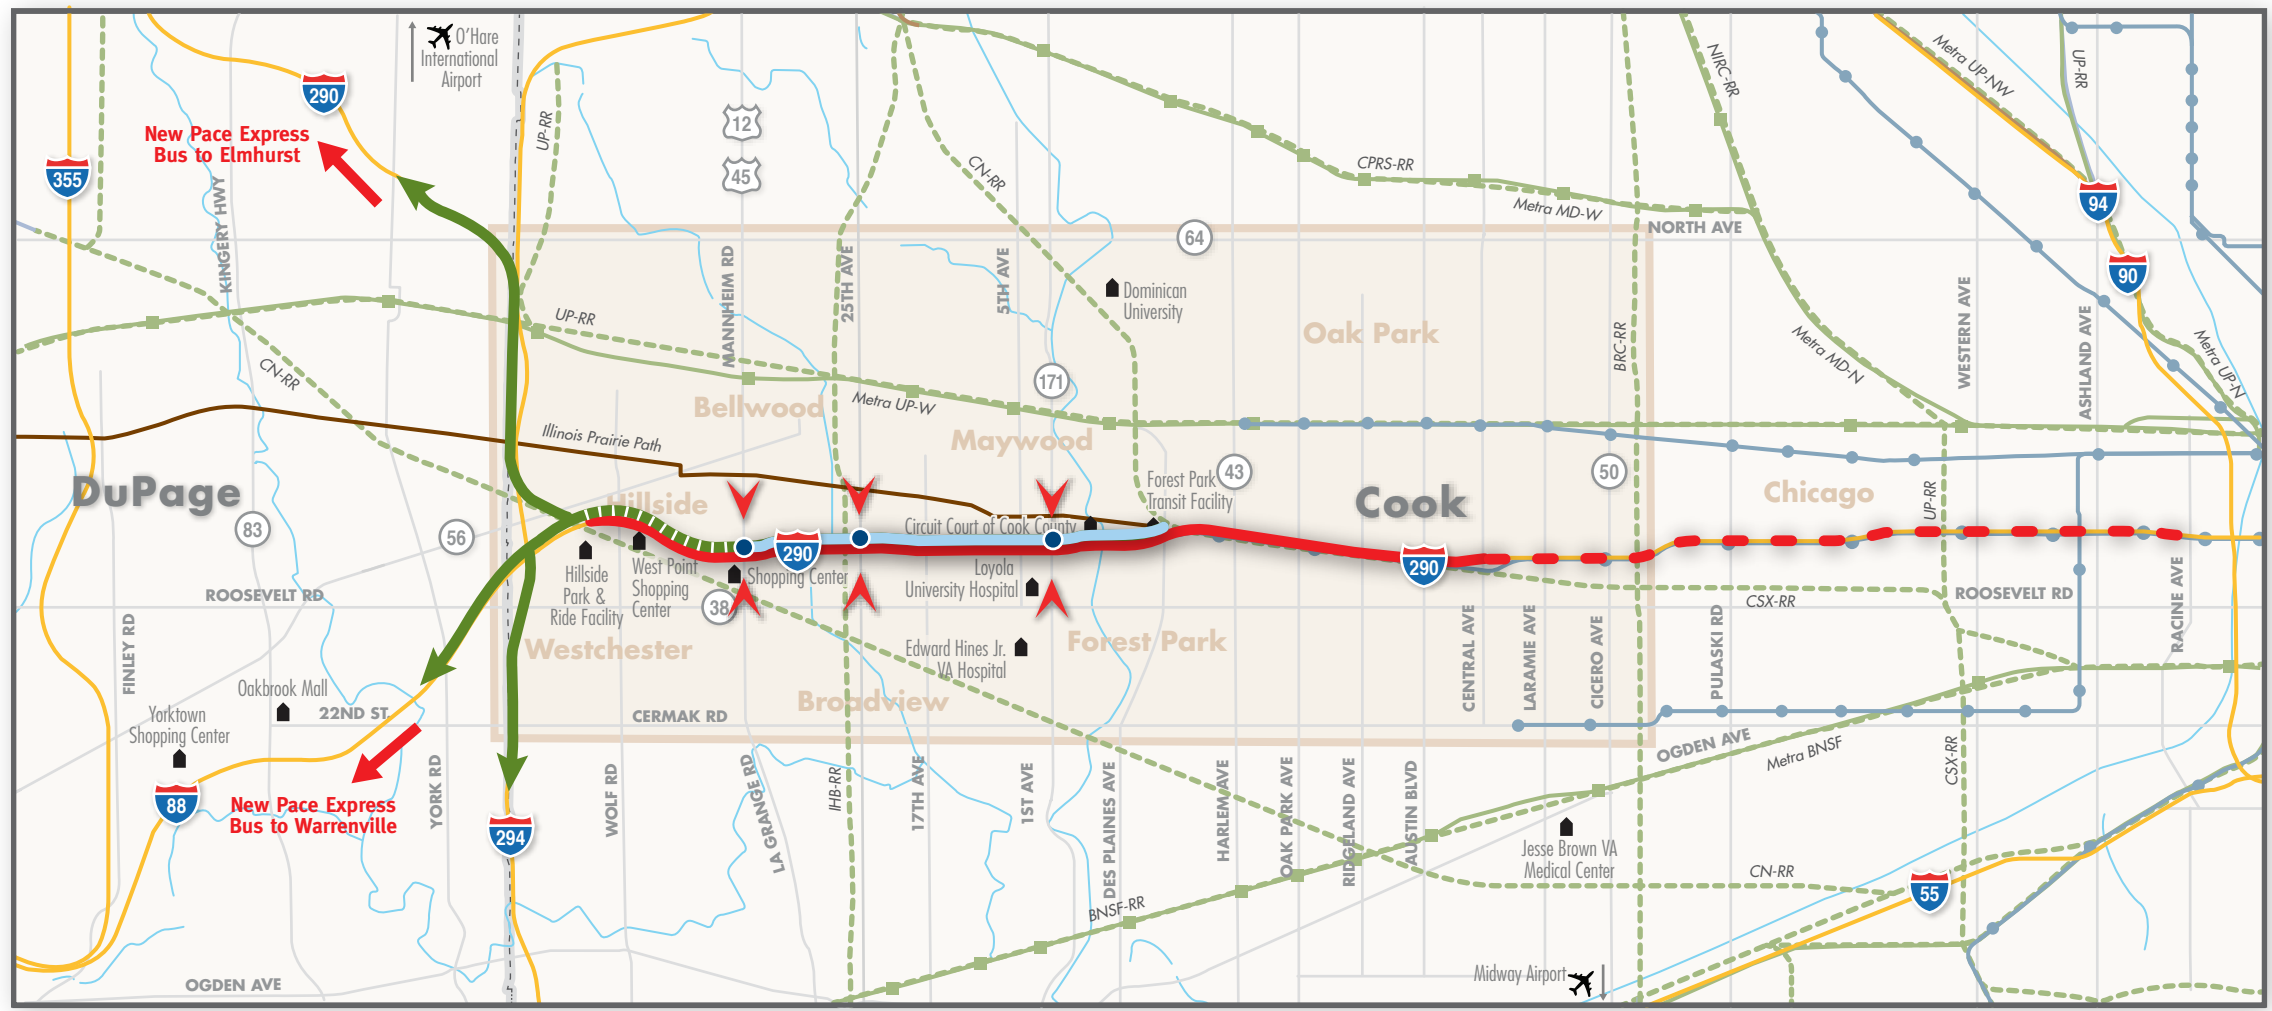 O'Hare
International
Airport
290
New Pace Express
Bus to Elmhurst
355
KINGERY HWY
UP-RR
12
45
CN-RR
CPRS-RR
Metra MD-W
NIRC-RR
Metra UP-NW
UP-RR
94
90
64
NORTH AVE
MANNHEIM RD
25TH AVE
5TH AVE
Dominican
University
Oak Park
BRC-RR
WESTERN AVE
ASHLAND AVE
Metra MD-N
Metra UP-N
UP-RR
CN-RR
Bellwood
Metra UP-W
171
Maywood
Illinois Prairie Path
DuPage
83
56
Hillside
Forest Park
Transit Facility
43
Cook
50
Chicago
UP-RR
Circuit Court of Cook County
290
290
Hillside
Park &
Ride Facility
West Point
Shopping
Center
Shopping Center
38
Loyola
University Hospital
Edward Hines Jr.
VA Hospital
Forest Park
Westchester
Broadview
ROOSEVELT RD
FINLEY RD
Oakbrook Mall
22ND ST.
Yorktown
Shopping Center
88
New Pace Express
Bus to Warrenville
YORK RD
294
CERMAK RD
WOLF RD
LA GRANGE RD
IHB-RR
17TH AVE
1ST AVE
DES PLAINES AVE
HARLEM AVE
OAK PARK AVE
RIDGELAND AVE
AUSTIN BLVD
CENTRAL AVE
LARAMIE AVE
CICERO AVE
PULASKI RD
CSX-RR
ROOSEVELT RD
RACINE AVE
OGDEN AVE
Metra BNSF
CSX-RR
Jesse Brown VA
Medical Center
CN-RR
55
BNSF-RR
Midway Airport
OGDEN AVE